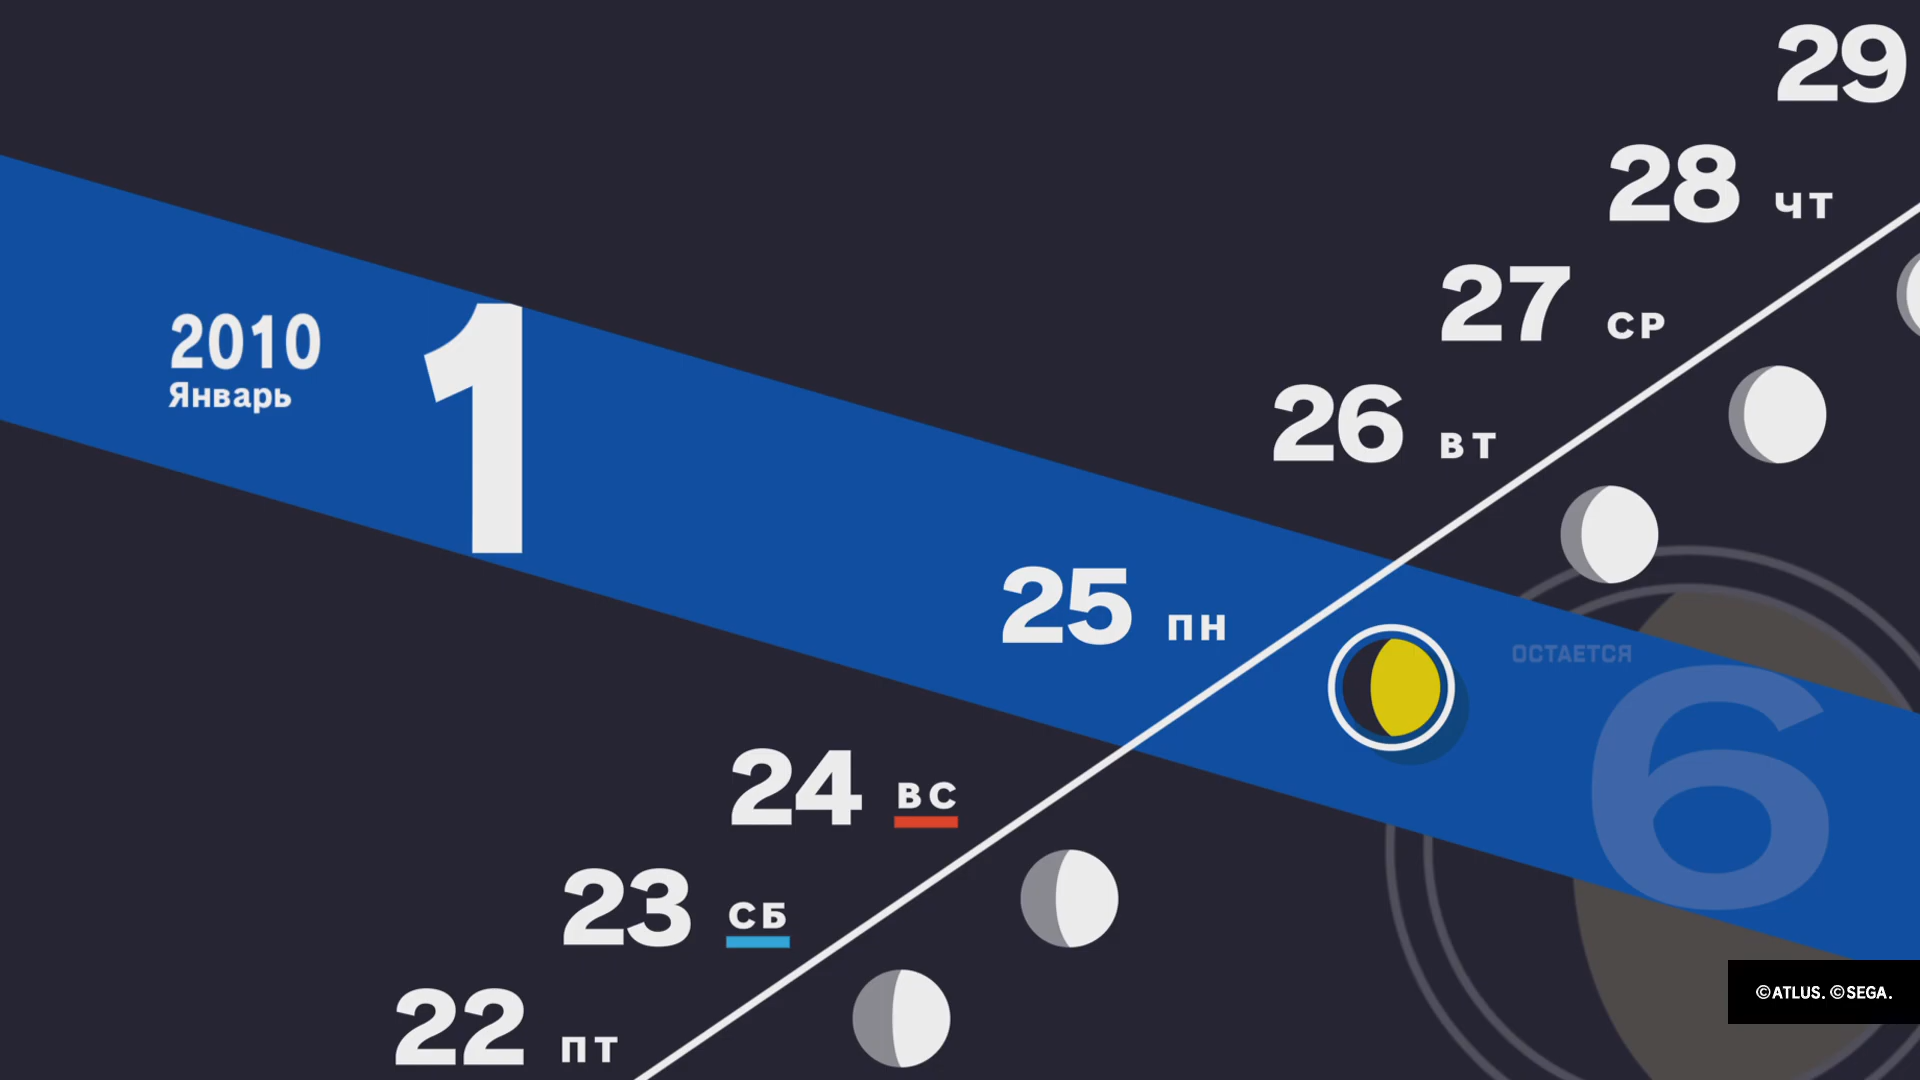 29
28 ЧТ
27 СР
26 ВТ
2010
Январь
1
25 ПН
ОСТАЕТСЯ
6
24 ВС
23 СБ
22 ПТ
©ATLUS. ©SEGA.